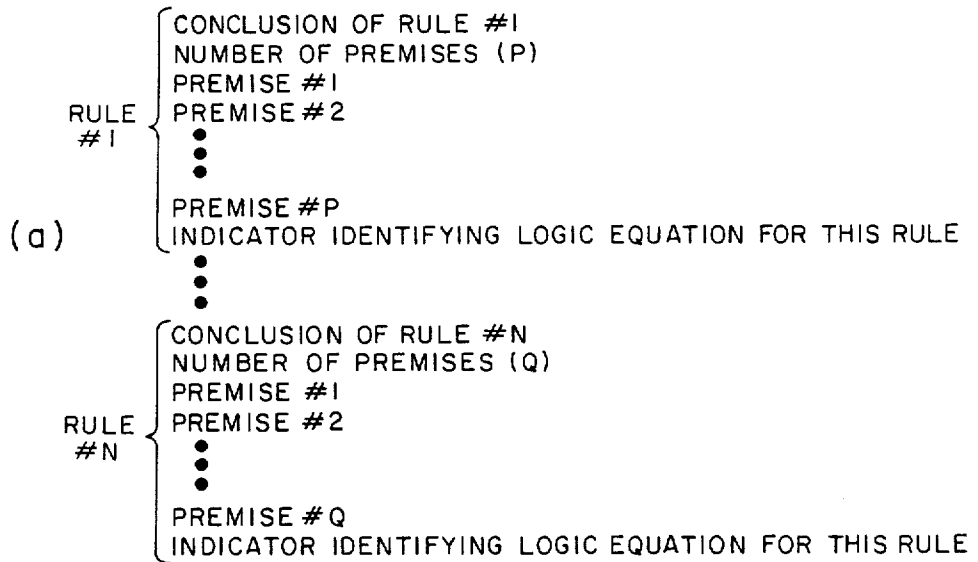 CONCLUSION OF RULE #1
NUMBER OF PREMISES (P)
PREMISE #1
RULE #1
PREMISE #2
PREMISE #P
(a)
INDICATOR IDENTIFYING LOGIC EQUATION FOR THIS RULE
CONCLUSION OF RULE #N
NUMBER OF PREMISES (Q)
PREMISE #1
RULE #N
PREMISE #2
PREMISE #Q
INDICATOR IDENTIFYING LOGIC EQUATION FOR THIS RULE